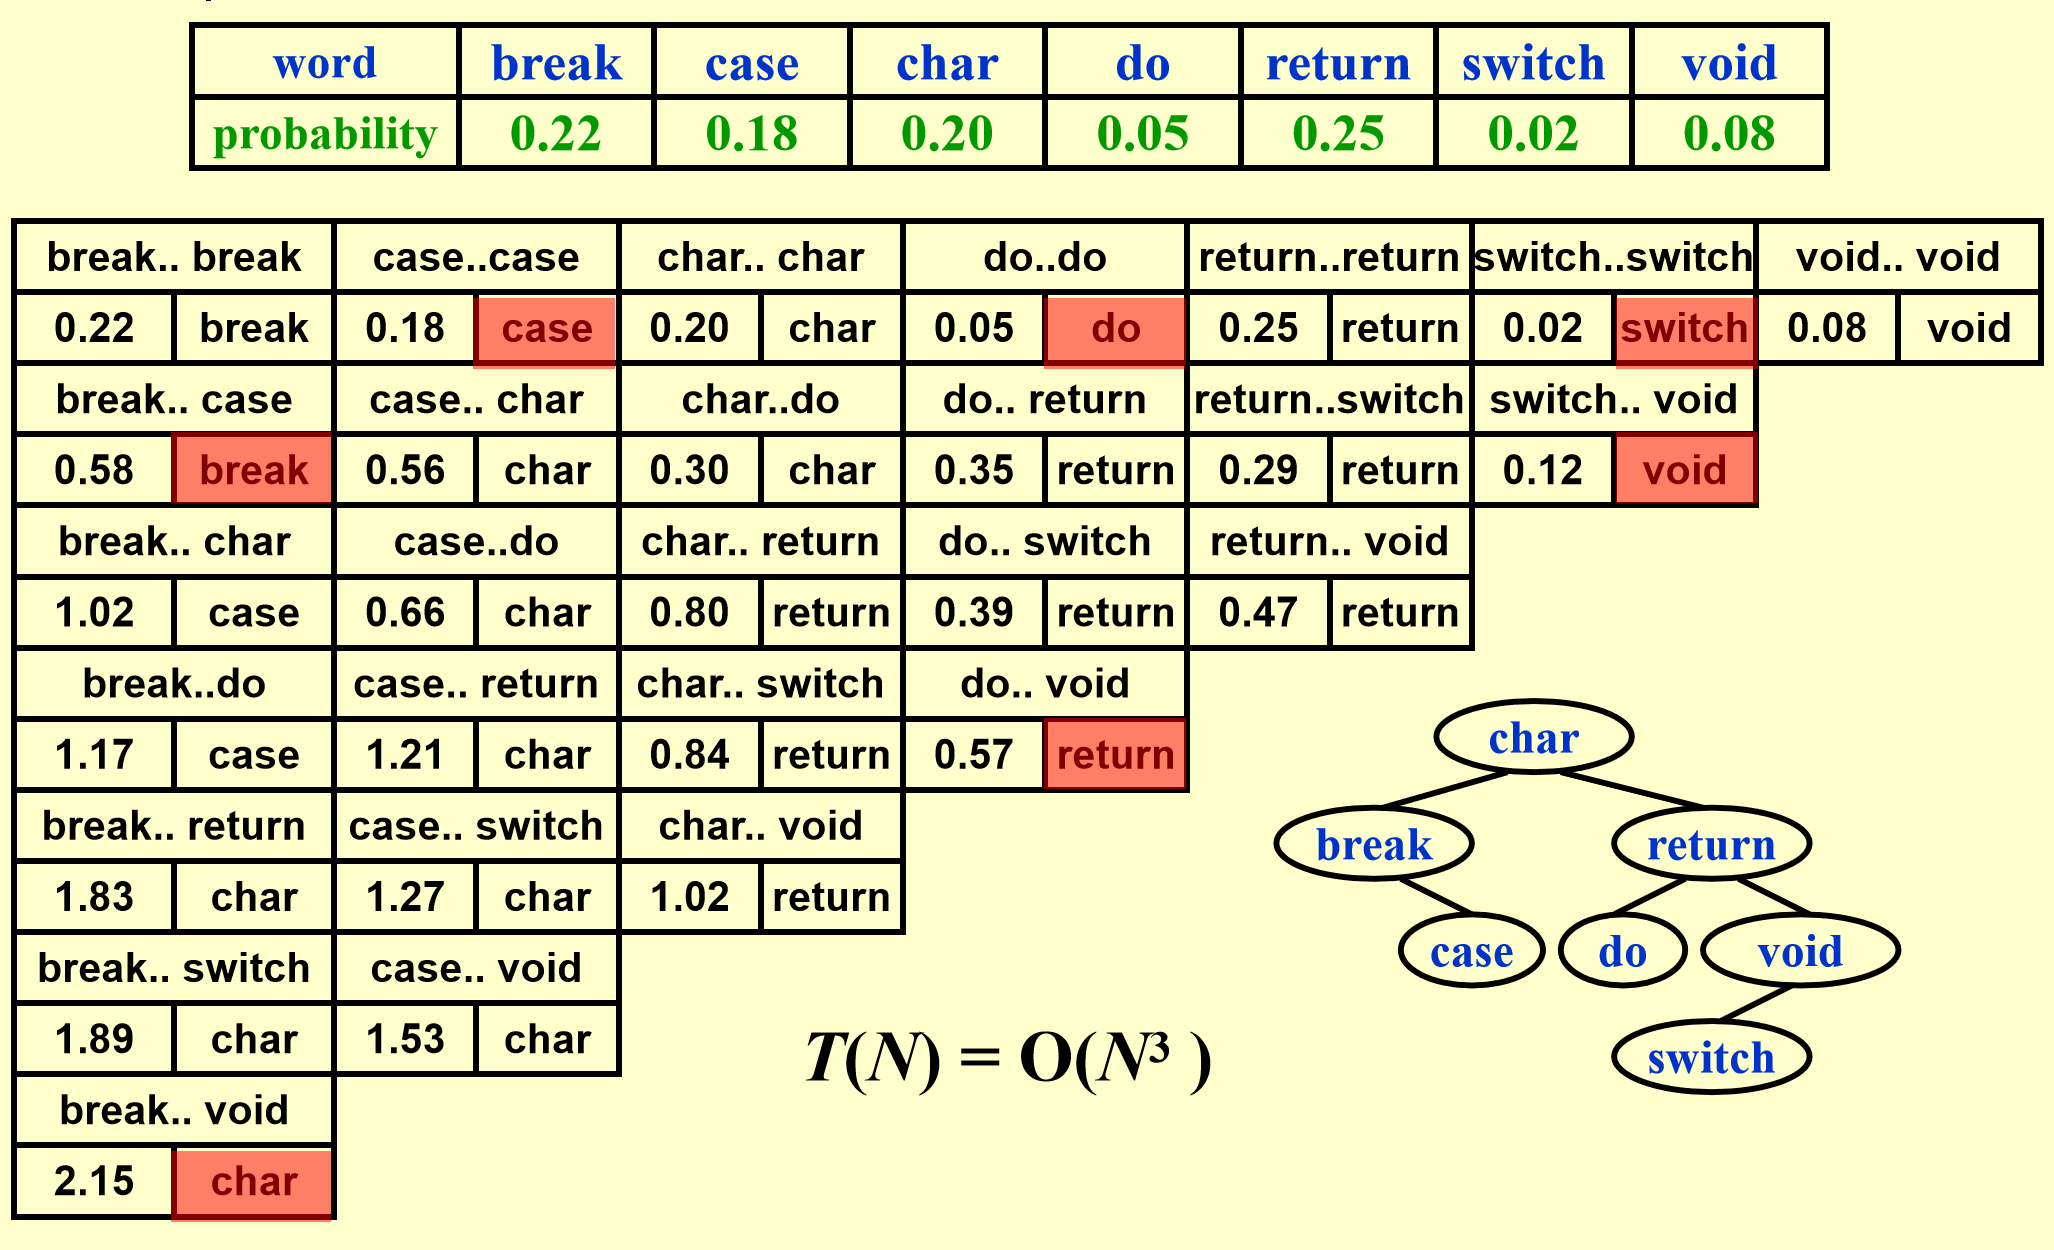 word break case char do return switch void
probability 0.22 0.18 0.20 0.05 0.25 0.02 0.08
break.. break case..case char.. char do..do return..return switch..switch void.. void
0.22 break 0.18 case 0.20 char 0.05 do 0.25 return 0.02 switch 0.08 void
break.. case case.. char char..do do.. return return..switch switch.. void
0.58 break 0.56 char 0.30 char 0.35 return 0.29 return 0.12 void
break.. char case..do char.. return do.. switch return.. void
1.02 case 0.66 char 0.80 return 0.39 return 0.47 return
break..do case.. return char.. switch do.. void
1.17 case 1.21 char 0.84 return 0.57 return
break.. return case.. switch char.. void
1.83 char 1.27 char 1.02 return
break.. switch case.. void
1.89 char 1.53 char
break.. void
2.15 char
char
break return
case do void
switch
T(N) = O(N³ )